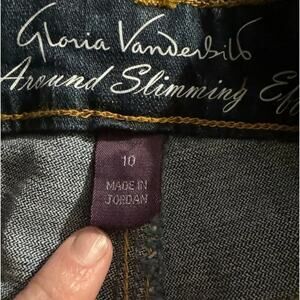 Gloria Vanderbilt
Around Slimming
10
MADE IN
JORDAN